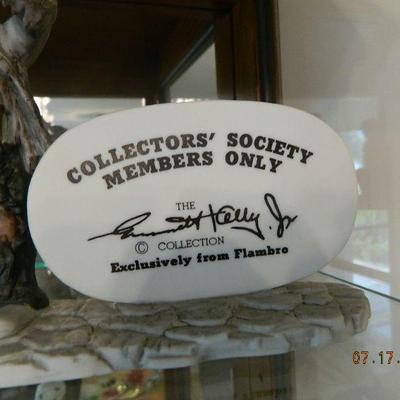 COLLECTORS' SOCIETY
MEMBERS ONLY
THE
Emmett Kelly, Jr
© COLLECTION
Exclusively from Flambro
07.17.